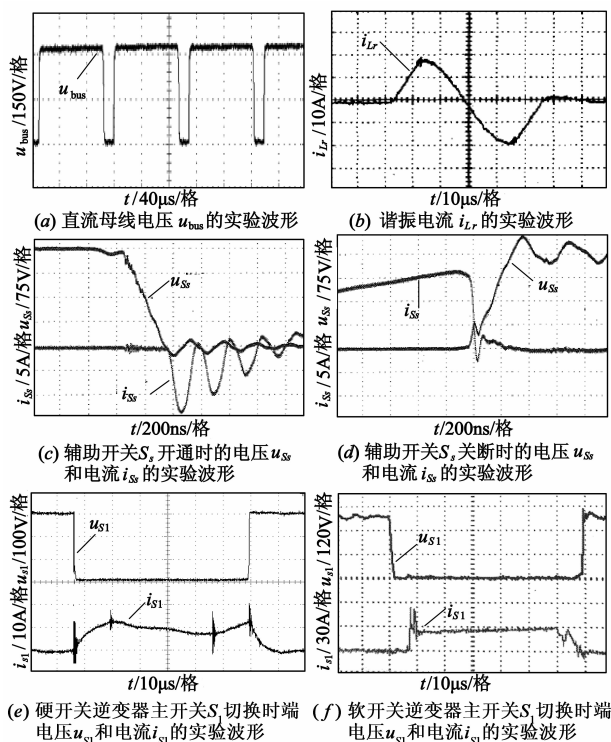 u_bus/150V/格
u_bus
t/40μs/格
(a) 直流母线电压 u_bus 的实验波形
i_Lr/10A/格
i_Lr
t/10μs/格
(b) 谐振电流 i_Lr 的实验波形
i_Ss/5A/格 u_Ss/75V/格
u_Ss
i_Ss
t/200ns/格
(c) 辅助开关S_s开通时的电压u_Ss
和电流i_Ss的实验波形
i_Ss/5A/格 u_Ss/75V/格
u_Ss
i_Ss
t/200ns/格
(d) 辅助开关S_s关断时的电压u_Ss
和电流i_Ss的实验波形
i_s1/10A/格 u_s1/100V/格
u_S1
i_S1
t/10μs/格
(e) 硬开关逆变器主开关S_1切换时端
电压u_S1和电流i_S1的实验波形
i_s1/30A/格 u_s1/120V/格
u_S1
i_S1
t/10μs/格
(f) 软开关逆变器主开关S_1切换时端
电压u_S1和电流i_S1的实验波形